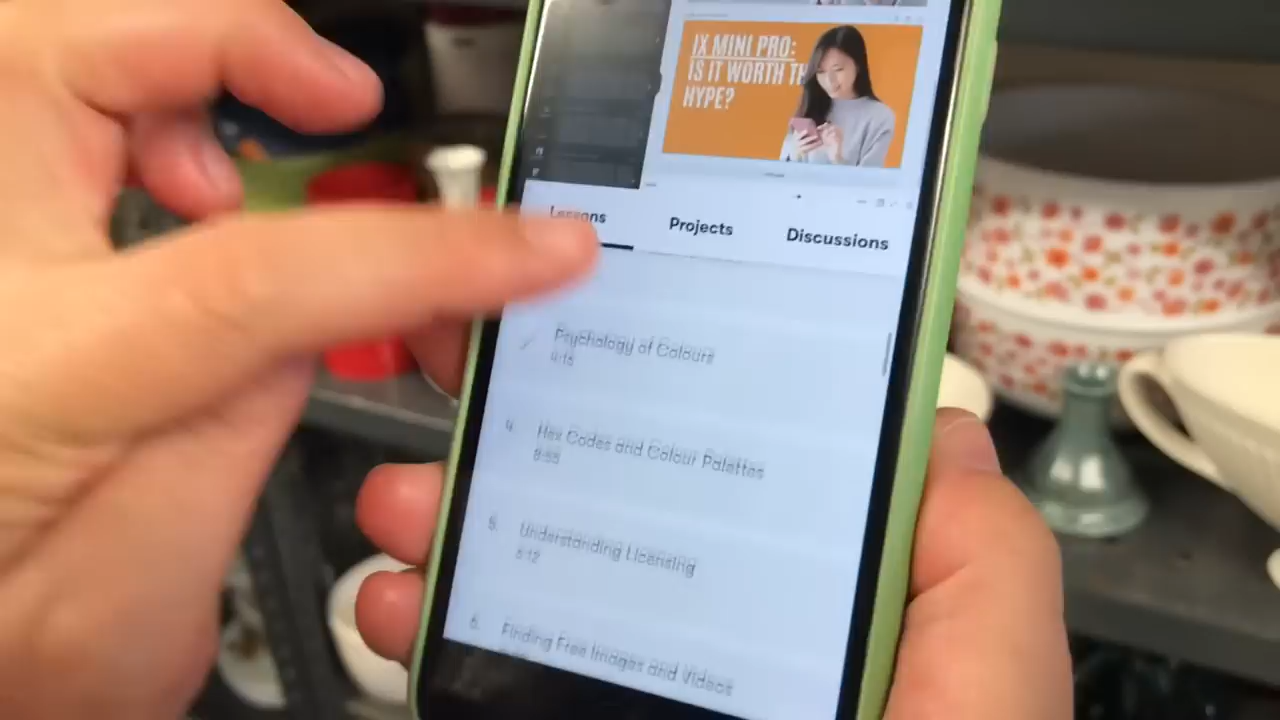 IX MINI PRO:
IS IT WORTH TH
HYPE?
Lessons
Projects
Discussions
Psychology of Colours
4.
Hex Codes and Colour Palettes
5.
Understanding Licensing
6.
Finding Free Images and Videos